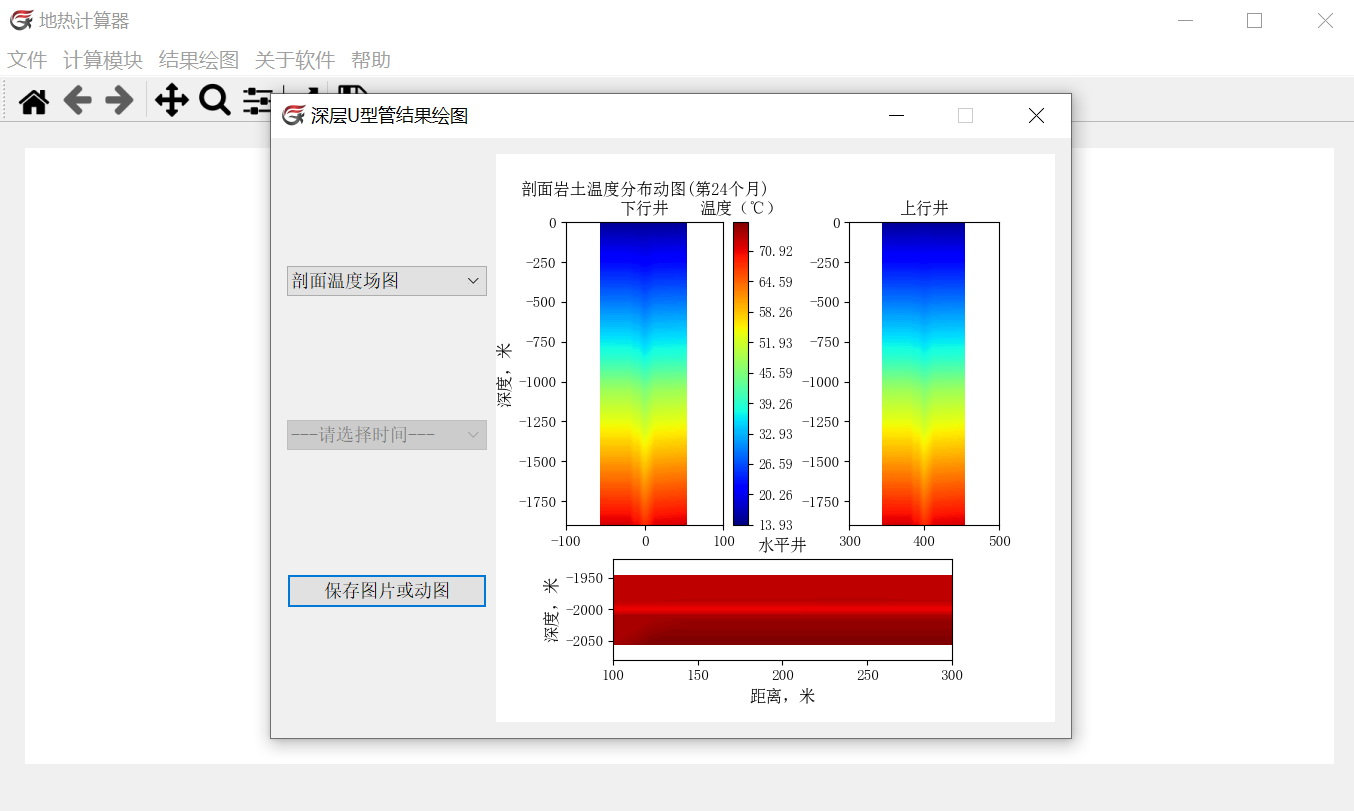 地热计算器
文件 计算模块 结果绘图 关于软件 帮助
深层U型管结果绘图
剖面温度场图
---请选择时间---
保存图片或动图
剖面岩土温度分布动图(第24个月)
下行井
温度（℃）
上行井
深度，米
0
−250
−500
−750
−1000
−1250
−1500
−1750
−100 0 100
70.92
64.59
58.26
51.93
45.59
39.26
32.93
26.59
20.26
13.93
0
−250
−500
−750
−1000
−1250
−1500
−1750
300 400 500
水平井
深度，米
−1950
−2000
−2050
100 150 200 250 300
距离，米